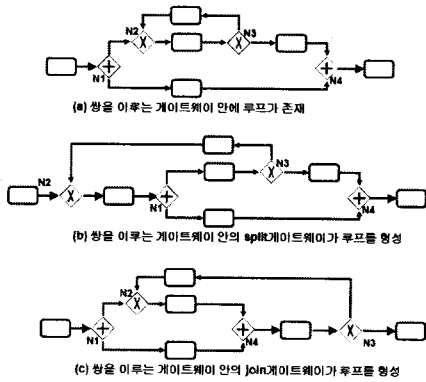 N2
N3
N1
N4
(a) 쌍을 이루는 게이트웨이 안에 루프가 존재
N3
N2
N1
N4
(b) 쌍을 이루는 게이트웨이 안의 split게이트웨이가 루프를 형성
N2
N1
N4
N3
(c) 쌍을 이루는 게이트웨이 안의 join게이트웨이가 루프를 형성